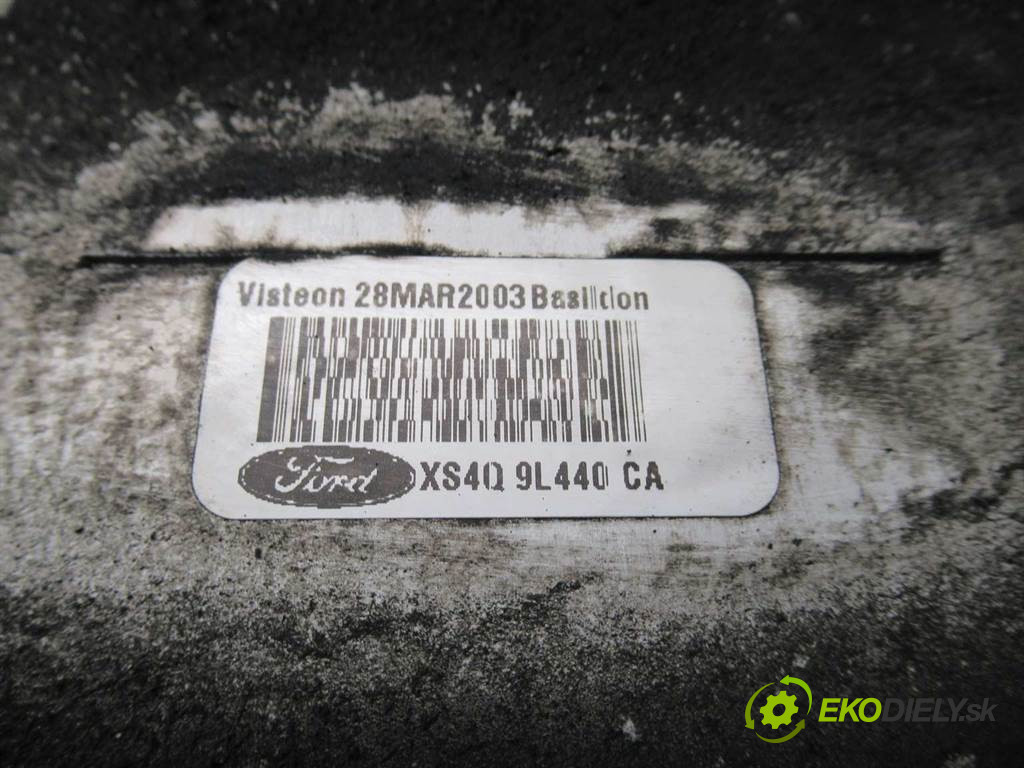 Visteon 28MAR2003 Basildon
Ford XS4Q 9L440 CA
EKODIELY.sk